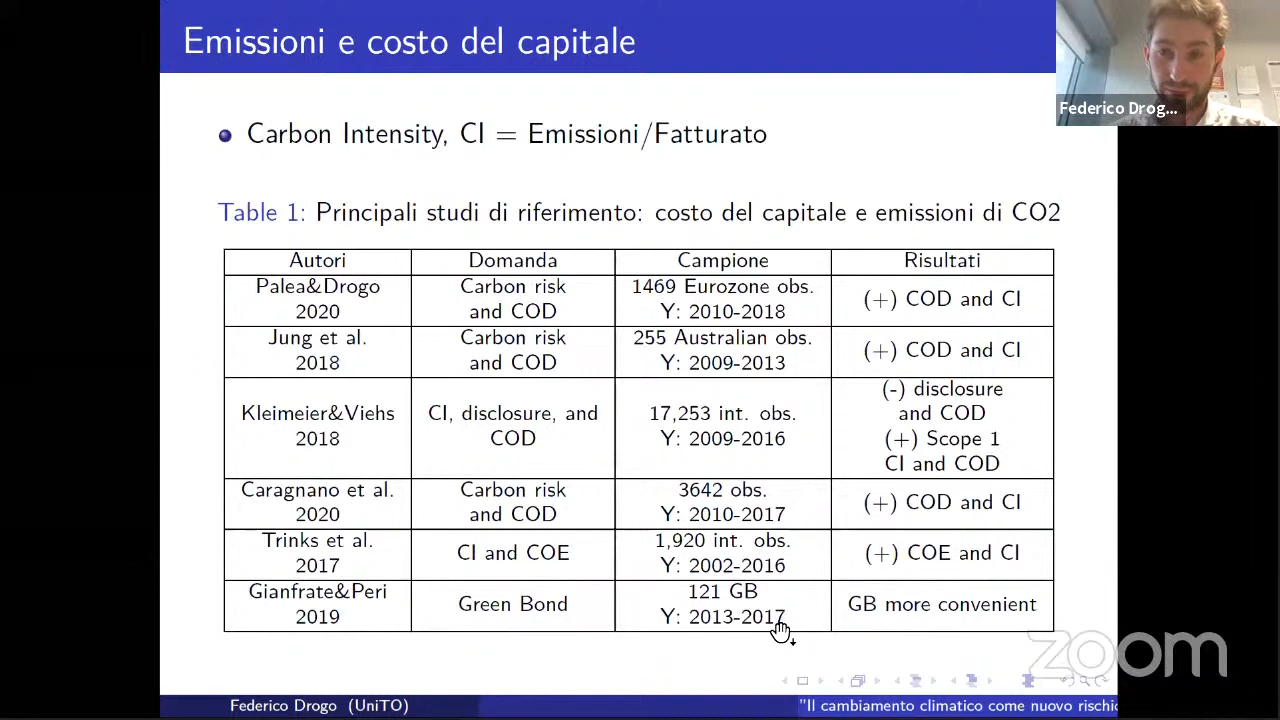 Emissioni e costo del capitale
Federico Drog...
Carbon Intensity, CI = Emissioni/Fatturato
Table 1: Principali studi di riferimento: costo del capitale e emissioni di CO2
Autori Domanda Campione Risultati
Palea&Drogo 2020 Carbon risk and COD 1469 Eurozone obs. Y: 2010-2018 (+) COD and CI
Jung et al. 2018 Carbon risk and COD 255 Australian obs. Y: 2009-2013 (+) COD and CI
Kleimeier&Viehs 2018 CI, disclosure, and COD 17,253 int. obs. Y: 2009-2016 (-) disclosure and COD (+) Scope 1 CI and COD
Caragnano et al. 2020 Carbon risk and COD 3642 obs. Y: 2010-2017 (+) COD and CI
Trinks et al. 2017 CI and COE 1,920 int. obs. Y: 2002-2016 (+) COE and CI
Gianfrate&Peri 2019 Green Bond 121 GB Y: 2013-2017 GB more convenient
zoom
Federico Drogo (UniTO) "Il cambiamento climatico come nuovo rischio